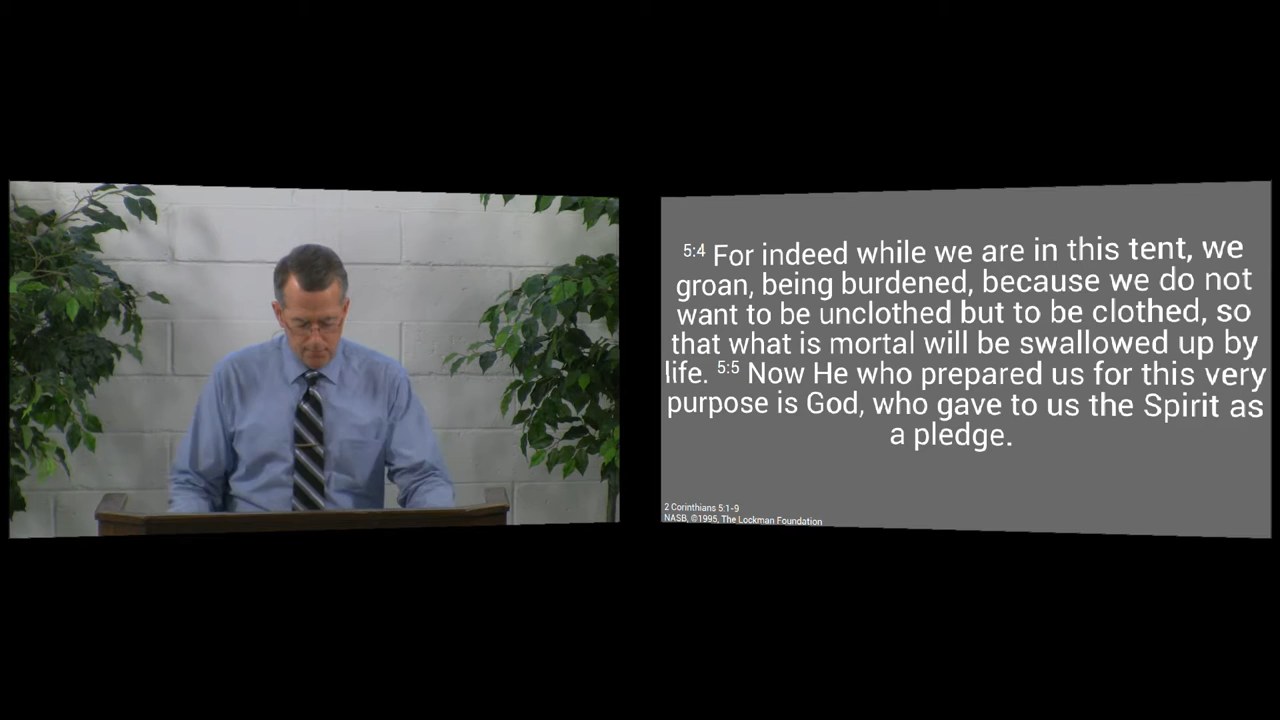 5:4 For indeed while we are in this tent, we
groan, being burdened, because we do not
want to be unclothed but to be clothed, so
that what is mortal will be swallowed up by
life. 5:5 Now He who prepared us for this very
purpose is God, who gave to us the Spirit as
a pledge.
2 Corinthians 5:1-9
NASB, ©1995, The Lockman Foundation